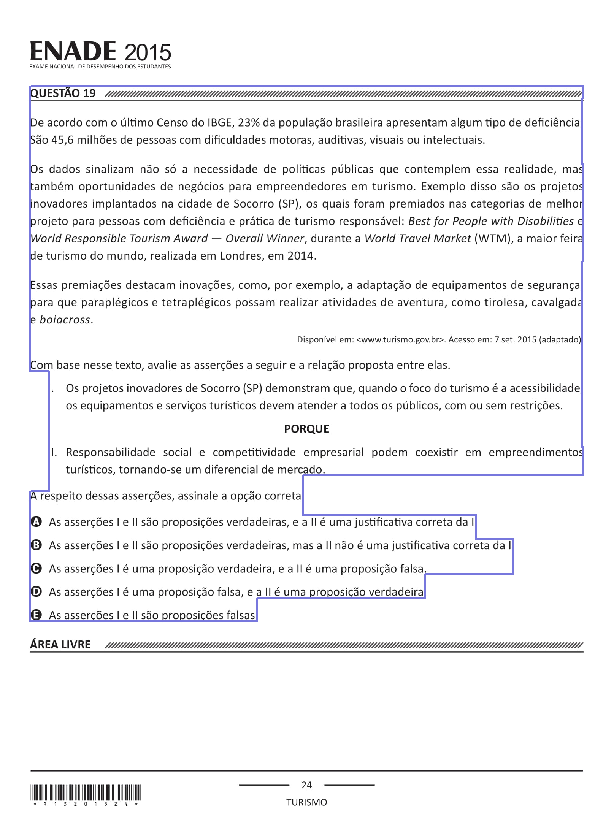 ENADE 2015
EXAME NACIONAL DE DESEMPENHO DOS ESTUDANTES
QUESTÃO 19
De acordo com o último Censo do IBGE, 23% da população brasileira apresentam algum tipo de deficiência
São 45,6 milhões de pessoas com dificuldades motoras, auditivas, visuais ou intelectuais.
Os dados sinalizam não só a necessidade de políticas públicas que contemplem essa realidade, mas
também oportunidades de negócios para empreendedores em turismo. Exemplo disso são os projetos
inovadores implantados na cidade de Socorro (SP), os quais foram premiados nas categorias de melhor
projeto para pessoas com deficiência e prática de turismo responsável: Best for People with Disabilities e
World Responsible Tourism Award — Overall Winner, durante a World Travel Market (WTM), a maior feira
de turismo do mundo, realizada em Londres, em 2014.
Essas premiações destacam inovações, como, por exemplo, a adaptação de equipamentos de segurança
para que paraplégicos e tetraplégicos possam realizar atividades de aventura, como tirolesa, cavalgada
e boiacross.
Disponível em: <www.turismo.gov.br>. Acesso em: 7 set. 2015 (adaptado)
Com base nesse texto, avalie as asserções a seguir e a relação proposta entre elas.
. Os projetos inovadores de Socorro (SP) demonstram que, quando o foco do turismo é a acessibilidade
os equipamentos e serviços turísticos devem atender a todos os públicos, com ou sem restrições.
PORQUE
I. Responsabilidade social e competitividade empresarial podem coexistir em empreendimentos
turísticos, tornando-se um diferencial de mercado.
A respeito dessas asserções, assinale a opção correta
A As asserções I e II são proposições verdadeiras, e a II é uma justificativa correta da I
B As asserções I e II são proposições verdadeiras, mas a II não é uma justificativa correta da I
C As asserções I é uma proposição verdadeira, e a II é uma proposição falsa.
D As asserções I é uma proposição falsa, e a II é uma proposição verdadeira
E As asserções I e II são proposições falsas
ÁREA LIVRE
24
TURISMO